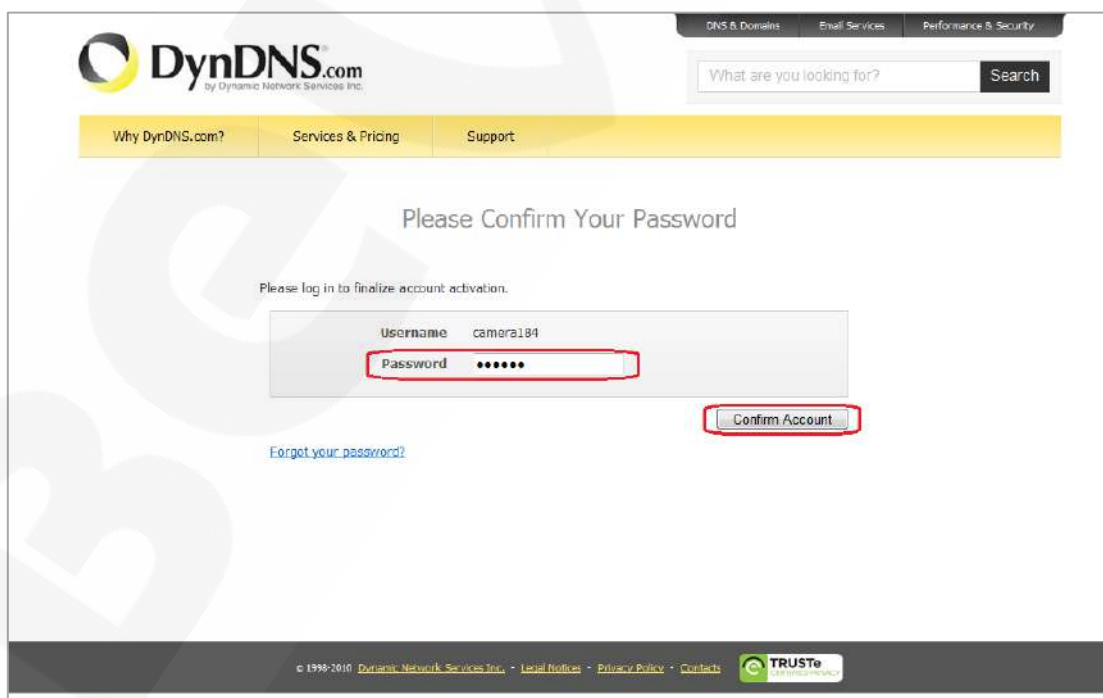 DNS & Domains Email Services Performance & Security
DynDNS.com
by Dynamic Network Services Inc.
What are you looking for? Search
Why DynDNS.com? Services & Pricing Support
Please Confirm Your Password
Please log in to finalize account activation.
Username camera184
Password ••••••
Confirm Account
Forgot your password?
© 1998-2010 Dynamic Network Services Inc. - Legal Notices - Privacy Policy - Contacts TRUSTe
CERTIFIED PRIVACY